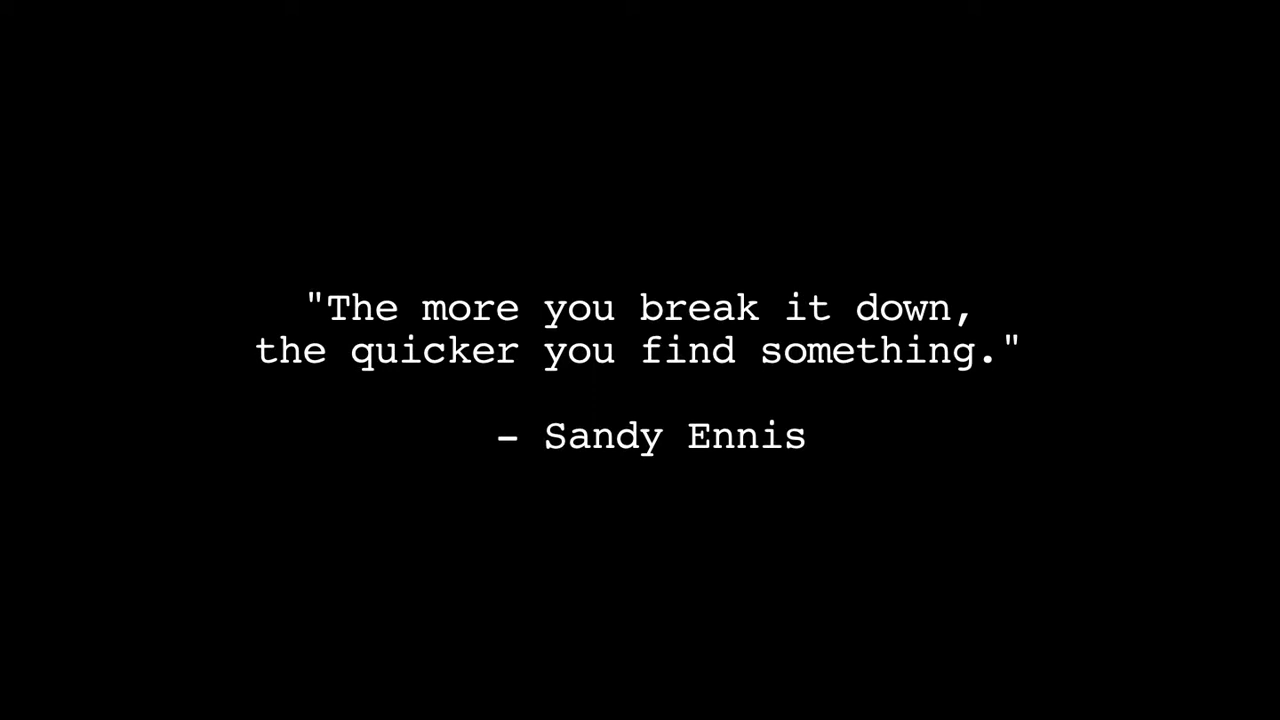 "The more you break it down,
the quicker you find something."
- Sandy Ennis